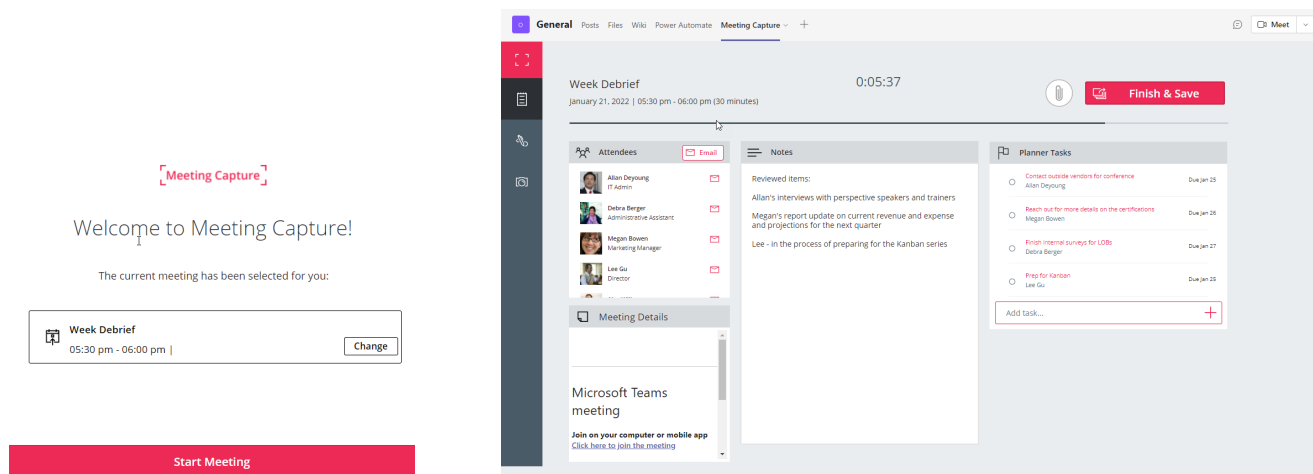 Meeting Capture
Welcome to Meeting Capture!
The current meeting has been selected for you:
Week Debrief
05:30 pm - 06:00 pm |
Change
Start Meeting
General Posts Files Wiki Power Automate Meeting Capture
Meet
Week Debrief
January 21, 2022 | 05:30 pm - 06:00 pm (30 minutes)
0:05:37
Finish & Save
Attendees
Email
Allan Deyoung
IT Admin
Debra Berger
Administrative Assistant
Megan Bowen
Marketing Manager
Lee Gu
Director
Meeting Details
Microsoft Teams
meeting
Join on your computer or mobile app
Click here to join the meeting
Notes
Reviewed items:
Allan's interviews with perspective speakers and trainers
Megan's report update on current revenue and expense
and projections for the next quarter
Lee - in the process of preparing for the Kanban series
Planner Tasks
Contact outside vendors for conference
Allan Deyoung
Due Jan 25
Reach out for more details on the certifications
Megan Bowen
Due Jan 26
Finish internal surveys for LOBs
Debra Berger
Due Jan 27
Prep for Kanban
Lee Gu
Due Jan 25
Add task...